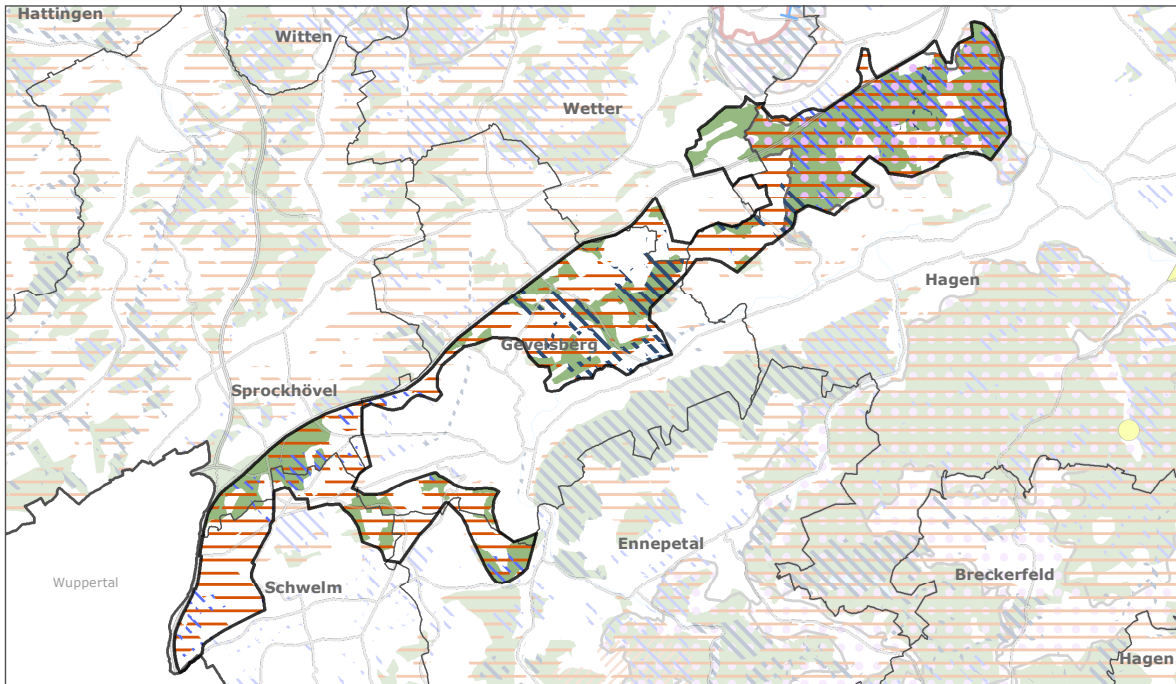 Hattingen
Witten
Wetter
Hagen
Gevelsberg
Sprockhövel
Ennepetal
Breckerfeld
Wuppertal
Schwelm
Hagen